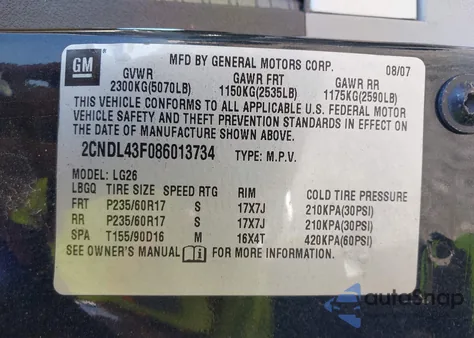 GM
MFD BY GENERAL MOTORS CORP. 08/07
GVWR GAWR FRT GAWR RR
2300KG(5070LB) 1150KG(2535LB) 1175KG(2590LB)
THIS VEHICLE CONFORMS TO ALL APPLICABLE U.S. FEDERAL MOTOR
VEHICLE SAFETY AND THEFT PREVENTION STANDARDS IN EFFECT ON
THE DATE OF MANUFACTURE SHOWN ABOVE.
2CNDL43F086013734 TYPE: M.P.V.
MODEL: LG26
LBGQ TIRE SIZE SPEED RTG RIM COLD TIRE PRESSURE
FRT P235/60R17 S 17X7J 210KPA(30PSI)
RR P235/60R17 S 17X7J 210KPA(30PSI)
SPA T155/90D16 M 16X4T 420KPA(60PSI)
SEE OWNER'S MANUAL FOR MORE INFORMATION.
autoSnap